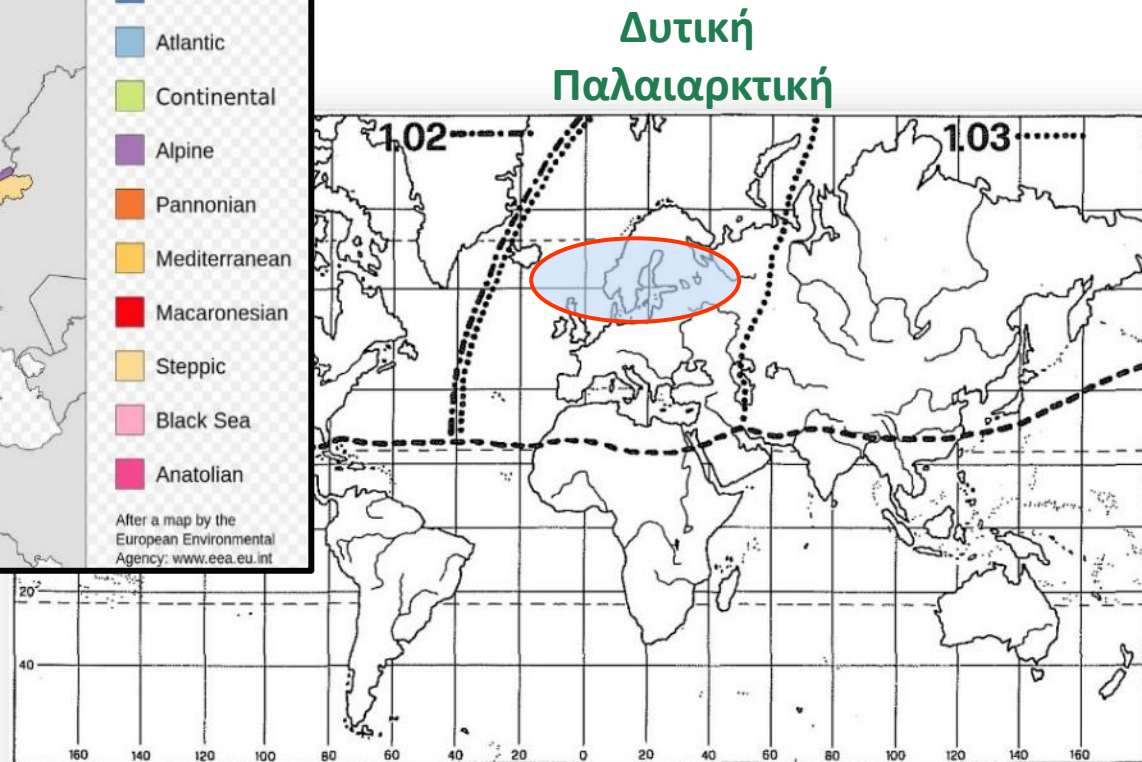 Δυτική
Παλαιαρκτική
Atlantic
Continental
Alpine
Pannonian
Mediterranean
Macaronesian
Steppic
Black Sea
Anatolian
After a map by the
European Environmental
Agency: www.eea.eu.int
1.02
1.03
20°
40
160 140 120 100 80 60 40 20 0 20 40 60 80 100 120 140 160